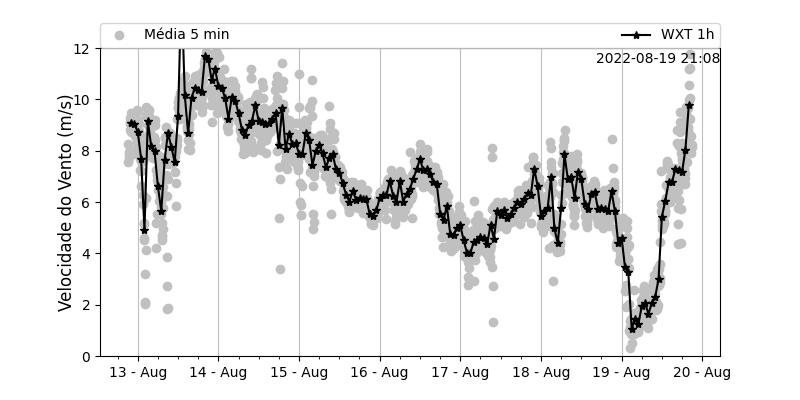 Média 5 min
WXT 1h
2022-08-19 21:08
Velocidade do Vento (m/s)
12
10
8
6
4
2
0
13 - Aug
14 - Aug
15 - Aug
16 - Aug
17 - Aug
18 - Aug
19 - Aug
20 - Aug